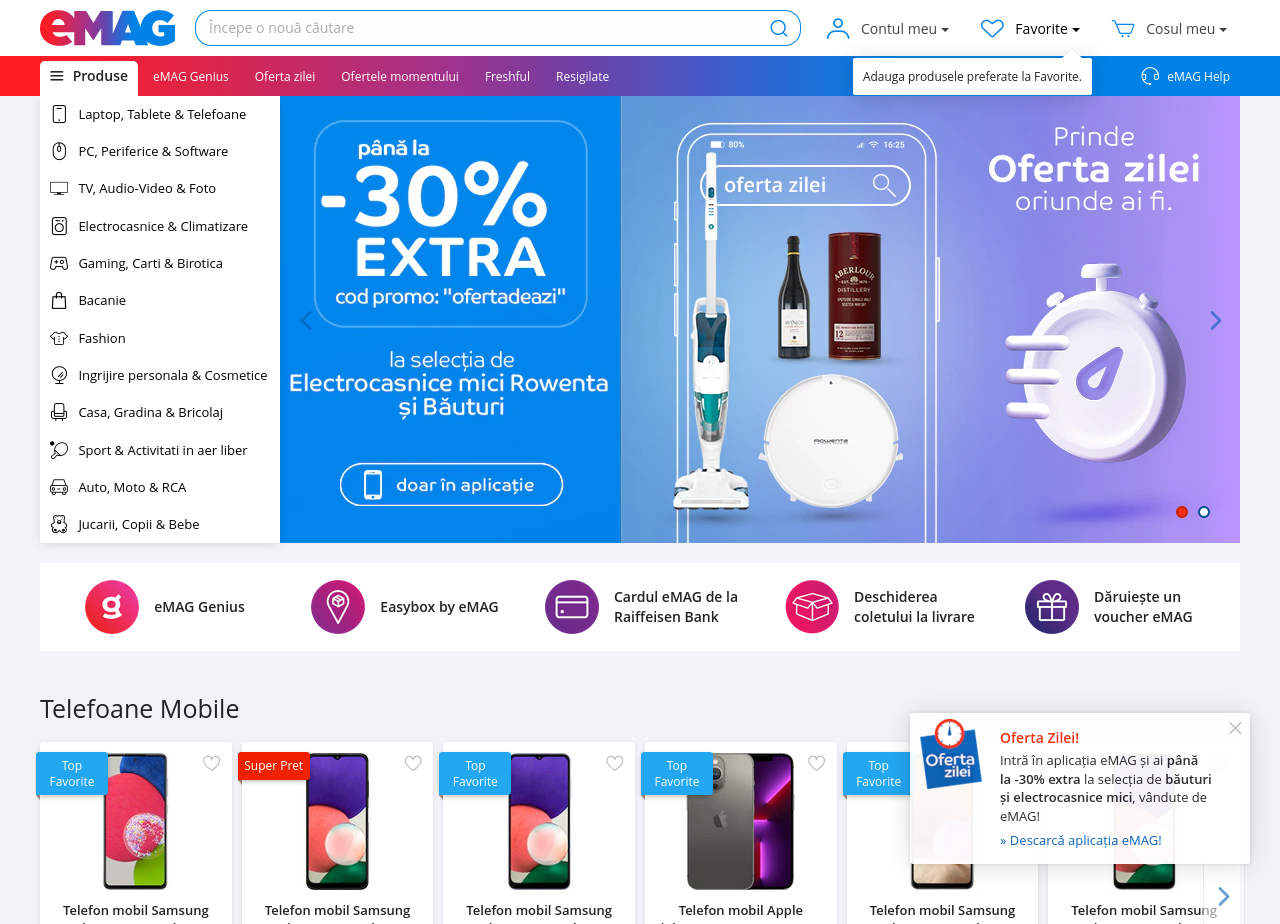 eMAG
Începe o nouă căutare
Contul meu
Favorite
Cosul meu
Produse
eMAG Genius
Oferta zilei
Ofertele momentului
Freshful
Resigilate
Adauga produsele preferate la Favorite.
eMAG Help
Laptop, Tablete & Telefoane
PC, Periferice & Software
TV, Audio-Video & Foto
Electrocasnice & Climatizare
Gaming, Carti & Birotica
Bacanie
Fashion
Ingrijire personala & Cosmetice
Casa, Gradina & Bricolaj
Sport & Activitati in aer liber
Auto, Moto & RCA
Jucarii, Copii & Bebe
până la
-30%
EXTRA
cod promo: "ofertadeazi"
la selecția de
Electrocasnice mici Rowenta
și Băuturi
doar în aplicație
80%
16:25
oferta zilei
ABERLOUR
DISTILLERY
12
Rowenta
Prinde
Oferta zilei
oriunde ai fi.
eMAG Genius
Easybox by eMAG
Cardul eMAG de la
Raiffeisen Bank
Deschiderea
coletului la livrare
Dăruiește un
voucher eMAG
Telefoane Mobile
Top
Favorite
Super Pret
Top
Favorite
Top
Favorite
Top
Favorite
Telefon mobil Samsung
Telefon mobil Samsung
Telefon mobil Samsung
Telefon mobil Apple
Telefon mobil Samsung
Telefon mobil Samsung
Oferta
zilei
Oferta Zilei!
Intră în aplicația eMAG și ai până
la -30% extra la selecția de băuturi
și electrocasnice mici, vândute de
eMAG!
» Descarcă aplicația eMAG!